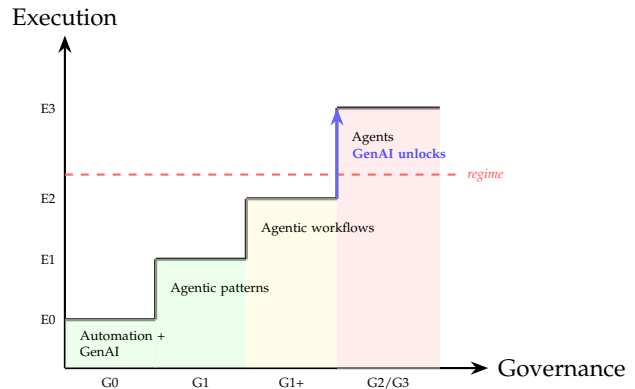 Execution
E3
Agents
GenAI unlocks
regime
E2
Agentic workflows
E1
Agentic patterns
E0
Automation +
GenAI
Governance
G0
G1
G1+
G2/G3